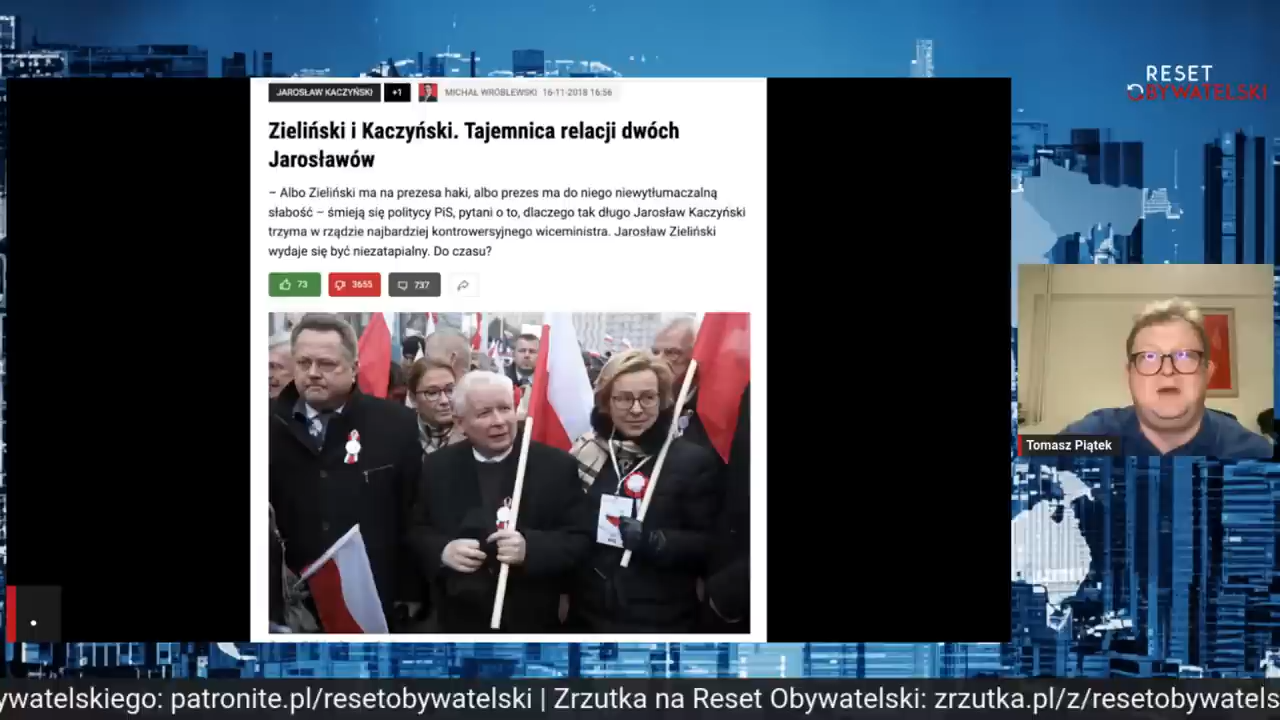 JAROSŁAW KACZYŃSKI +1 MICHAŁ WRÓBLEWSKI 16-11-2018 16:56
RESET
OBYWATELSKI
Zieliński i Kaczyński. Tajemnica relacji dwóch
Jarosławów
– Albo Zieliński ma na prezesa haki, albo prezes ma do niego niewytłumaczalną
słabość – śmieją się politycy PiS, pytani o to, dlaczego tak długo Jarosław Kaczyński
trzyma w rządzie najbardziej kontrowersyjnego wiceministra. Jarosław Zieliński
wydaje się być niezatapialny. Do czasu?
73 3655 737
Tomasz Piątek
.
ywatelskiego: patronite.pl/resetobywatelski | Zrzutka na Reset Obywatelski: zrzutka.pl/z/resetobywatels